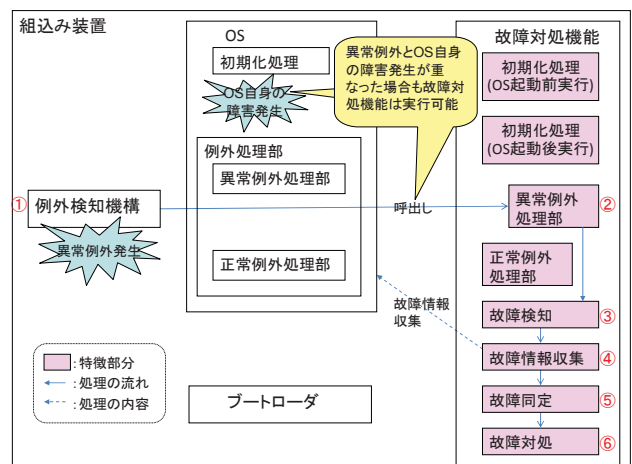 組込み装置
OS
初期化処理
OS自身の
障害発生
異常例外とOS自身
の障害発生が重
なった場合も故障対
処機能は実行可能
故障対処機能
初期化処理
(OS起動前実行)
初期化処理
(OS起動後実行)
例外処理部
異常例外処理部
① 例外検知機構
異常例外発生
呼出し
異常例外
処理部
②
正常例外処理部
正常例外
処理部
故障情報
収集
故障検知 ③
故障情報収集 ④
故障同定 ⑤
故障対処 ⑥
:特徴部分
:処理の流れ
:処理の内容
ブートローダ